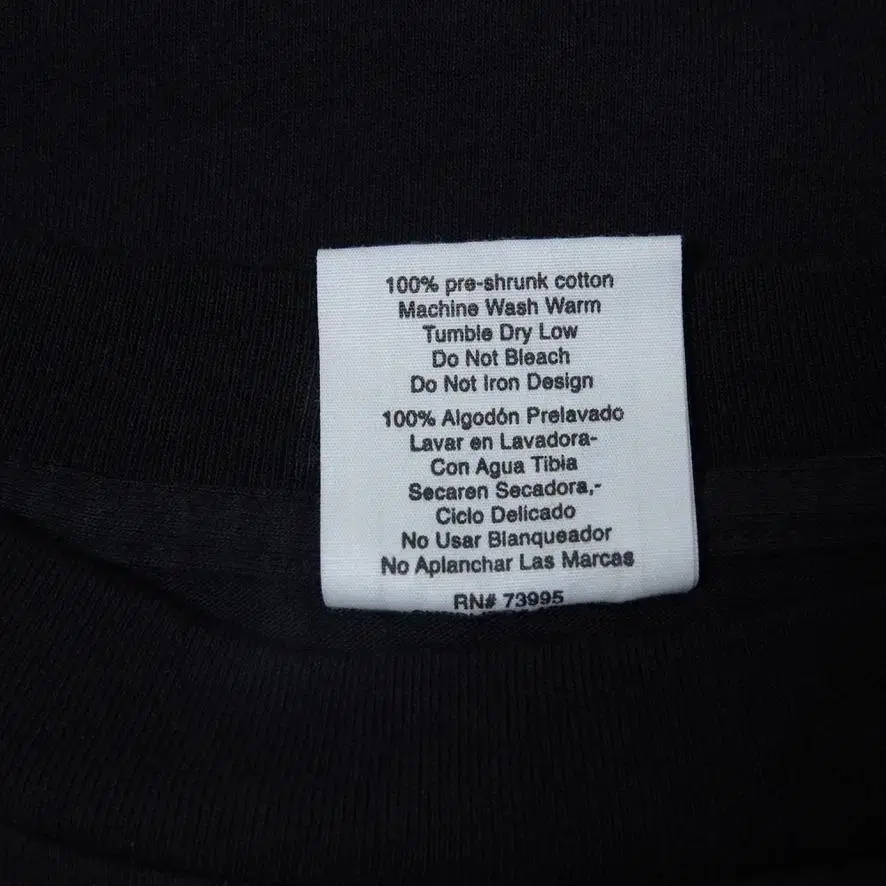 100% pre-shrunk cotton
Machine Wash Warm
Tumble Dry Low
Do Not Bleach
Do Not Iron Design
100% Algodón Prelavado
Lavar en Lavadora-
Con Agua Tibia
Secaren Secadora,-
Ciclo Delicado
No Usar Blanqueador
No Aplanchar Las Marcas
RN# 73995